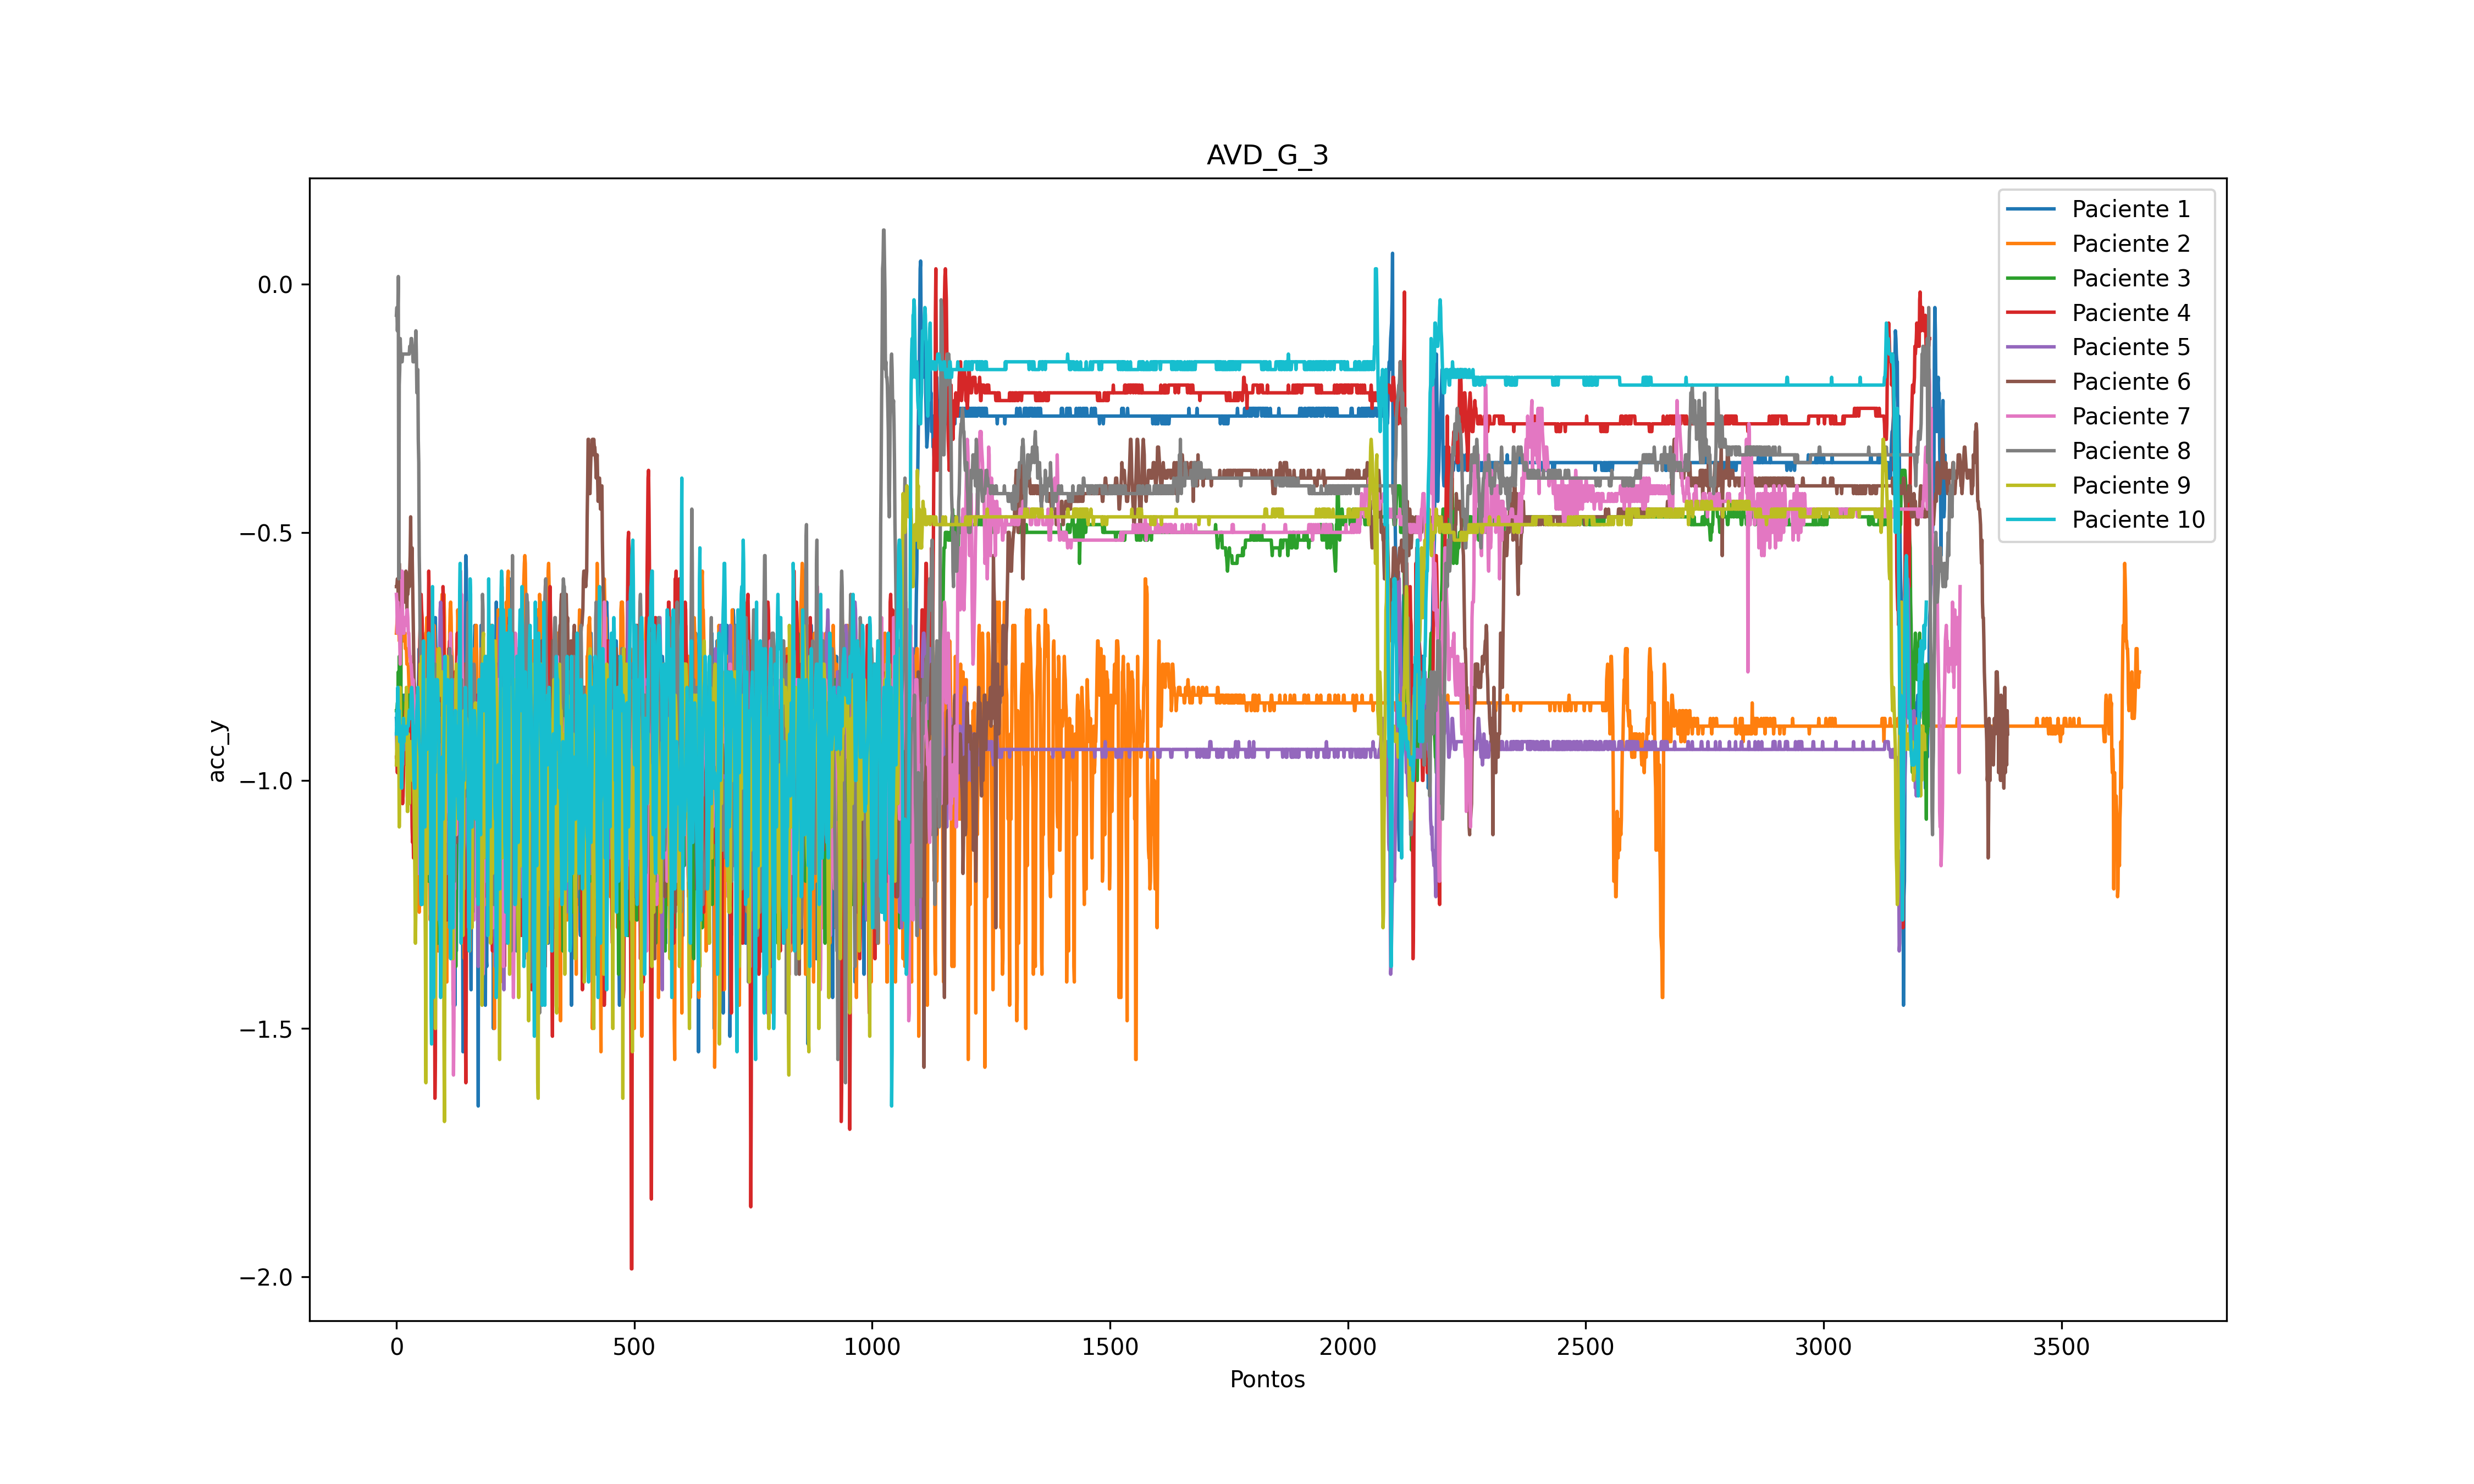 AVD_G_3
Paciente 1
Paciente 2
Paciente 3
Paciente 4
Paciente 5
Paciente 6
Paciente 7
Paciente 8
Paciente 9
Paciente 10
0.0
−0.5
−1.0
−1.5
−2.0
acc_y
0 500 1000 1500 2000 2500 3000 3500
Pontos